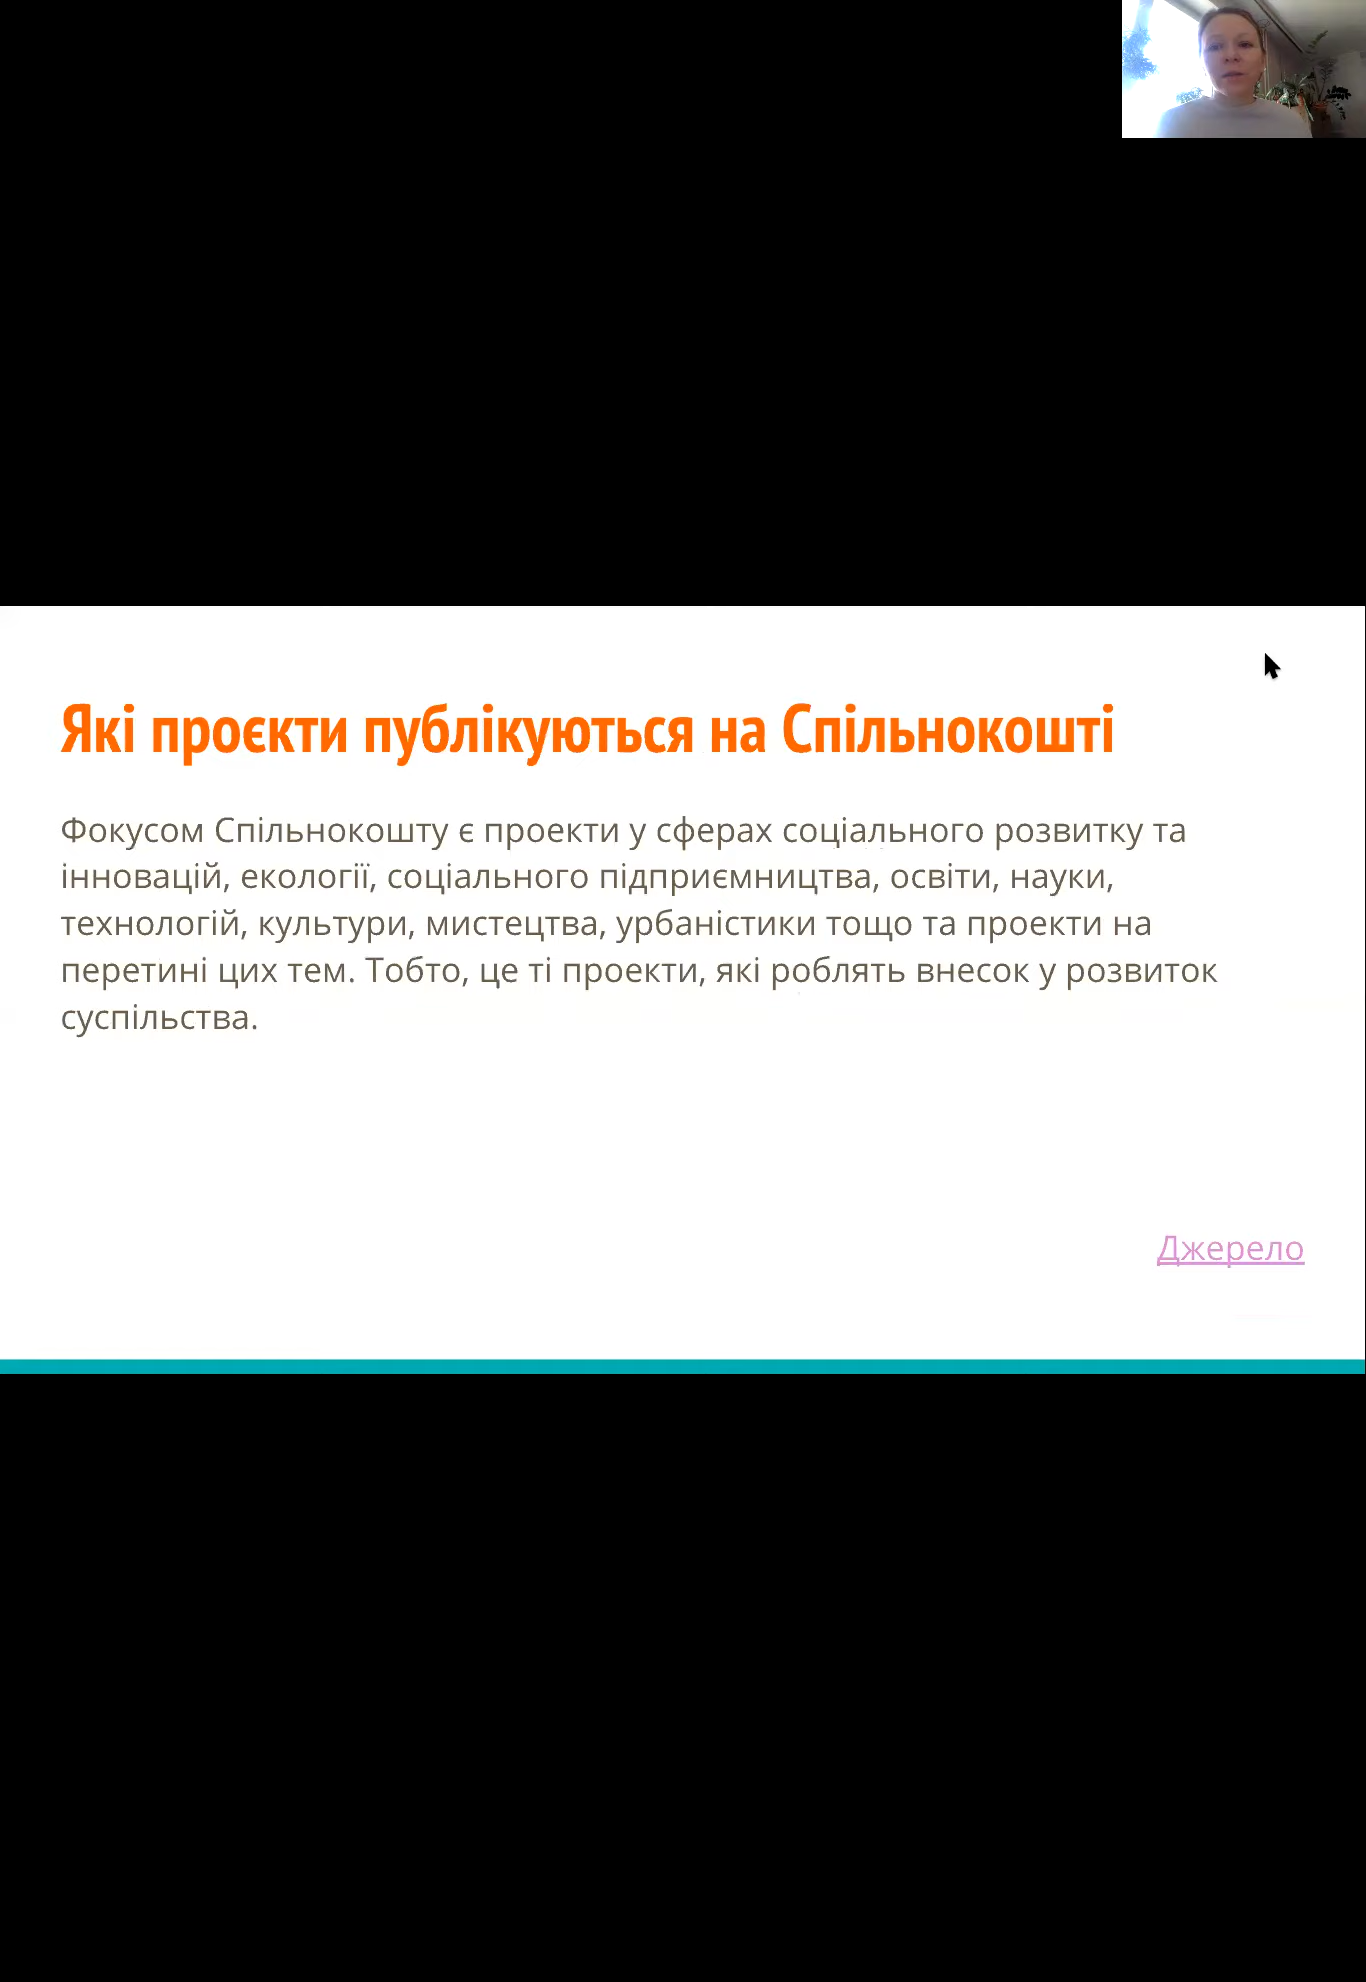 Які проєкти публікуються на Спільнокошті
Фокусом Спільнокошту є проекти у сферах соціального розвитку та
інновацій, екології, соціального підприємництва, освіти, науки,
технологій, культури, мистецтва, урбаністики тощо та проекти на
перетині цих тем. Тобто, це ті проекти, які роблять внесок у розвиток
суспільства.
Джерело